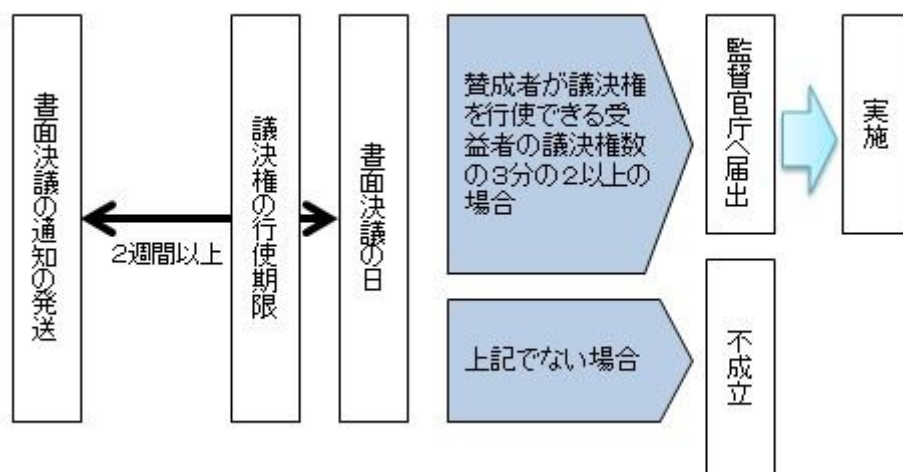 書面決議の通知の発送
2週間以上
議決権の行使期限
書面決議の日
賛成者が議決権
を行使できる受
益者の議決権数
の3分の2以上の
場合
監督官庁へ届出
実施
上記でない場合
不成立